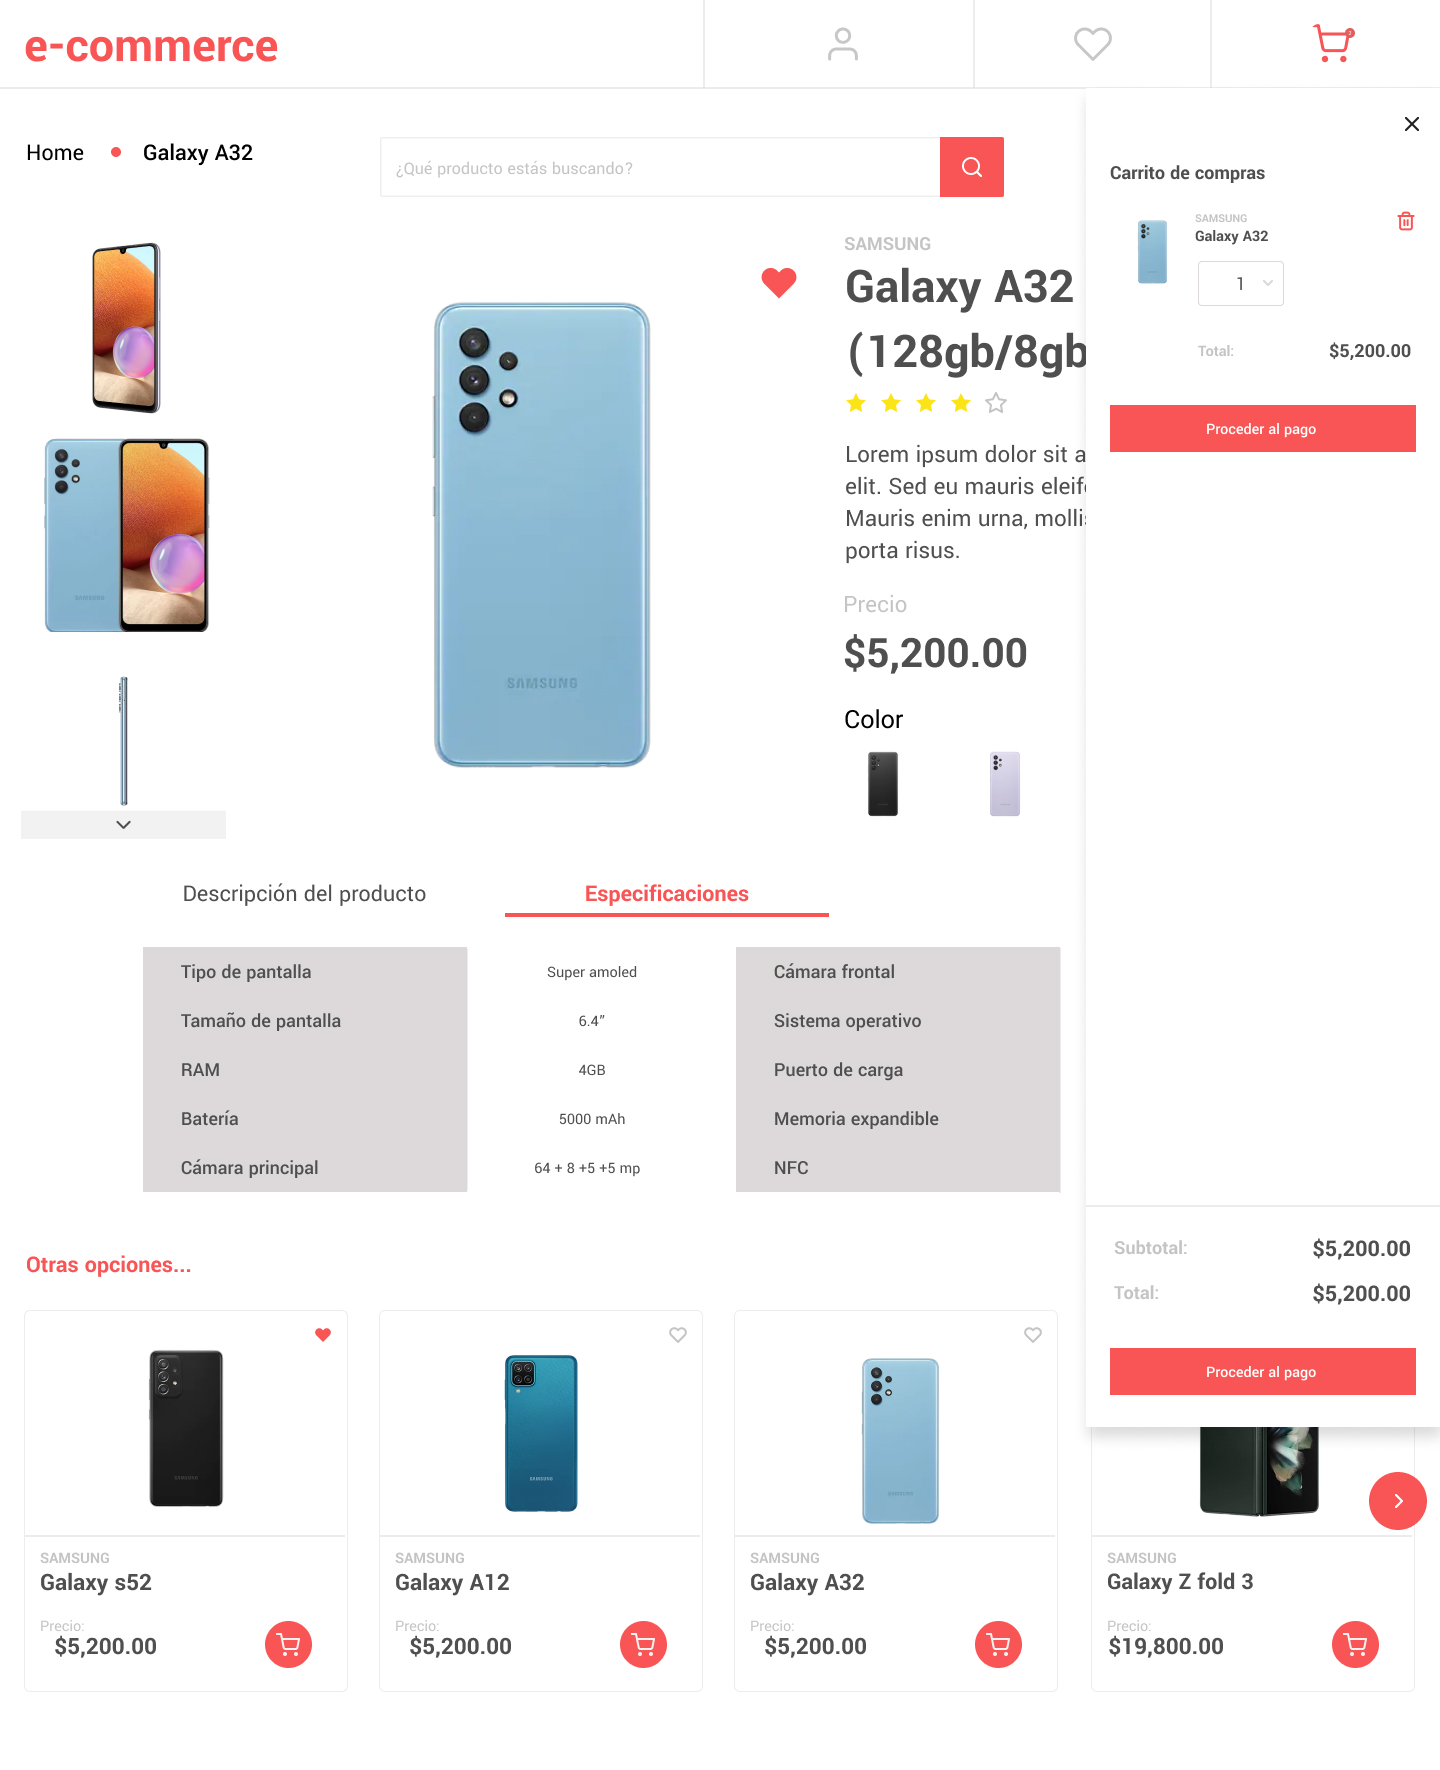 e-commerce
Home
Galaxy A32
¿Qué producto estás buscando?
Carrito de compras
SAMSUNG
Galaxy A32
1
Total:
$5,200.00
Proceder al pago
SAMSUNG
Galaxy A32
(128gb/8gb
Lorem ipsum dolor sit a
elit. Sed eu mauris eleif
Mauris enim urna, molli
porta risus.
Precio
$5,200.00
Color
SAMSUNG
SAMSUNG
Descripción del producto
Especificaciones
Tipo de pantalla
Super amoled
Cámara frontal
Tamaño de pantalla
6.4”
Sistema operativo
RAM
4GB
Puerto de carga
Batería
5000 mAh
Memoria expandible
Cámara principal
64 + 8 +5 +5 mp
NFC
Subtotal:
$5,200.00
Total:
$5,200.00
Proceder al pago
Otras opciones...
SAMSUNG
SAMSUNG
SAMSUNG
SAMSUNG
Galaxy s52
Precio:
$5,200.00
SAMSUNG
Galaxy A12
Precio:
$5,200.00
SAMSUNG
Galaxy A32
Precio:
$5,200.00
SAMSUNG
Galaxy Z fold 3
Precio:
$19,800.00